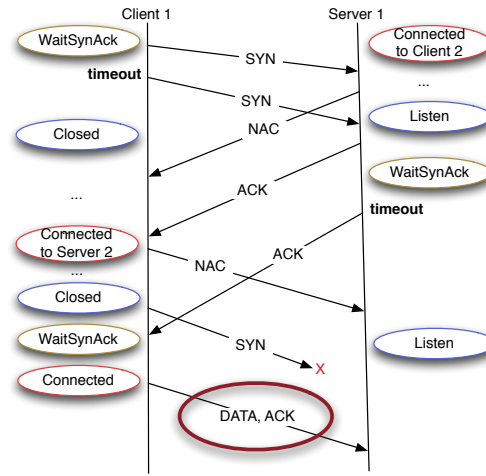 Client 1
Server 1
WaitSynAck
Connected
to Client 2
SYN
timeout
...
SYN
Listen
Closed
NAC
WaitSynAck
...
ACK
timeout
Connected
to Server 2
NAC
ACK
...
Closed
WaitSynAck
SYN
X
Listen
Connected
DATA, ACK